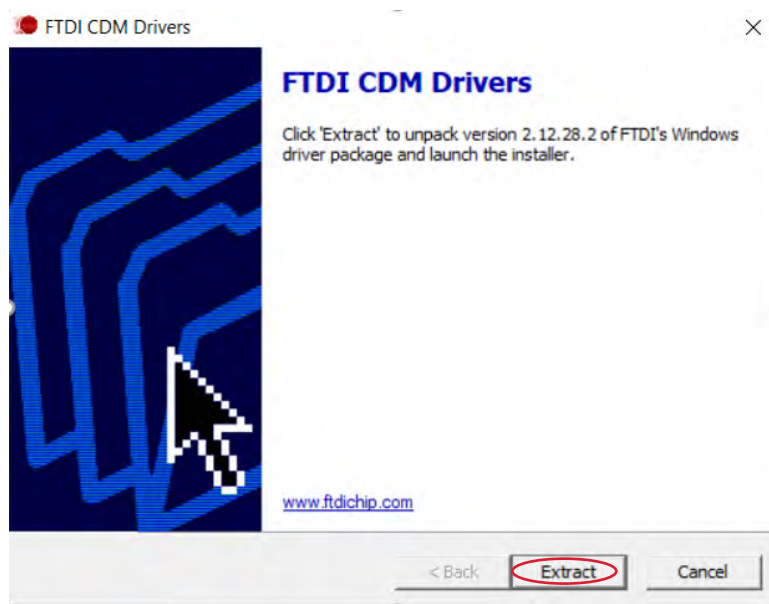 FTDI CDM Drivers
FTDI CDM Drivers
Click 'Extract' to unpack version 2.12.28.2 of FTDI's Windows
driver package and launch the installer.
www.ftdichip.com
< Back Extract Cancel